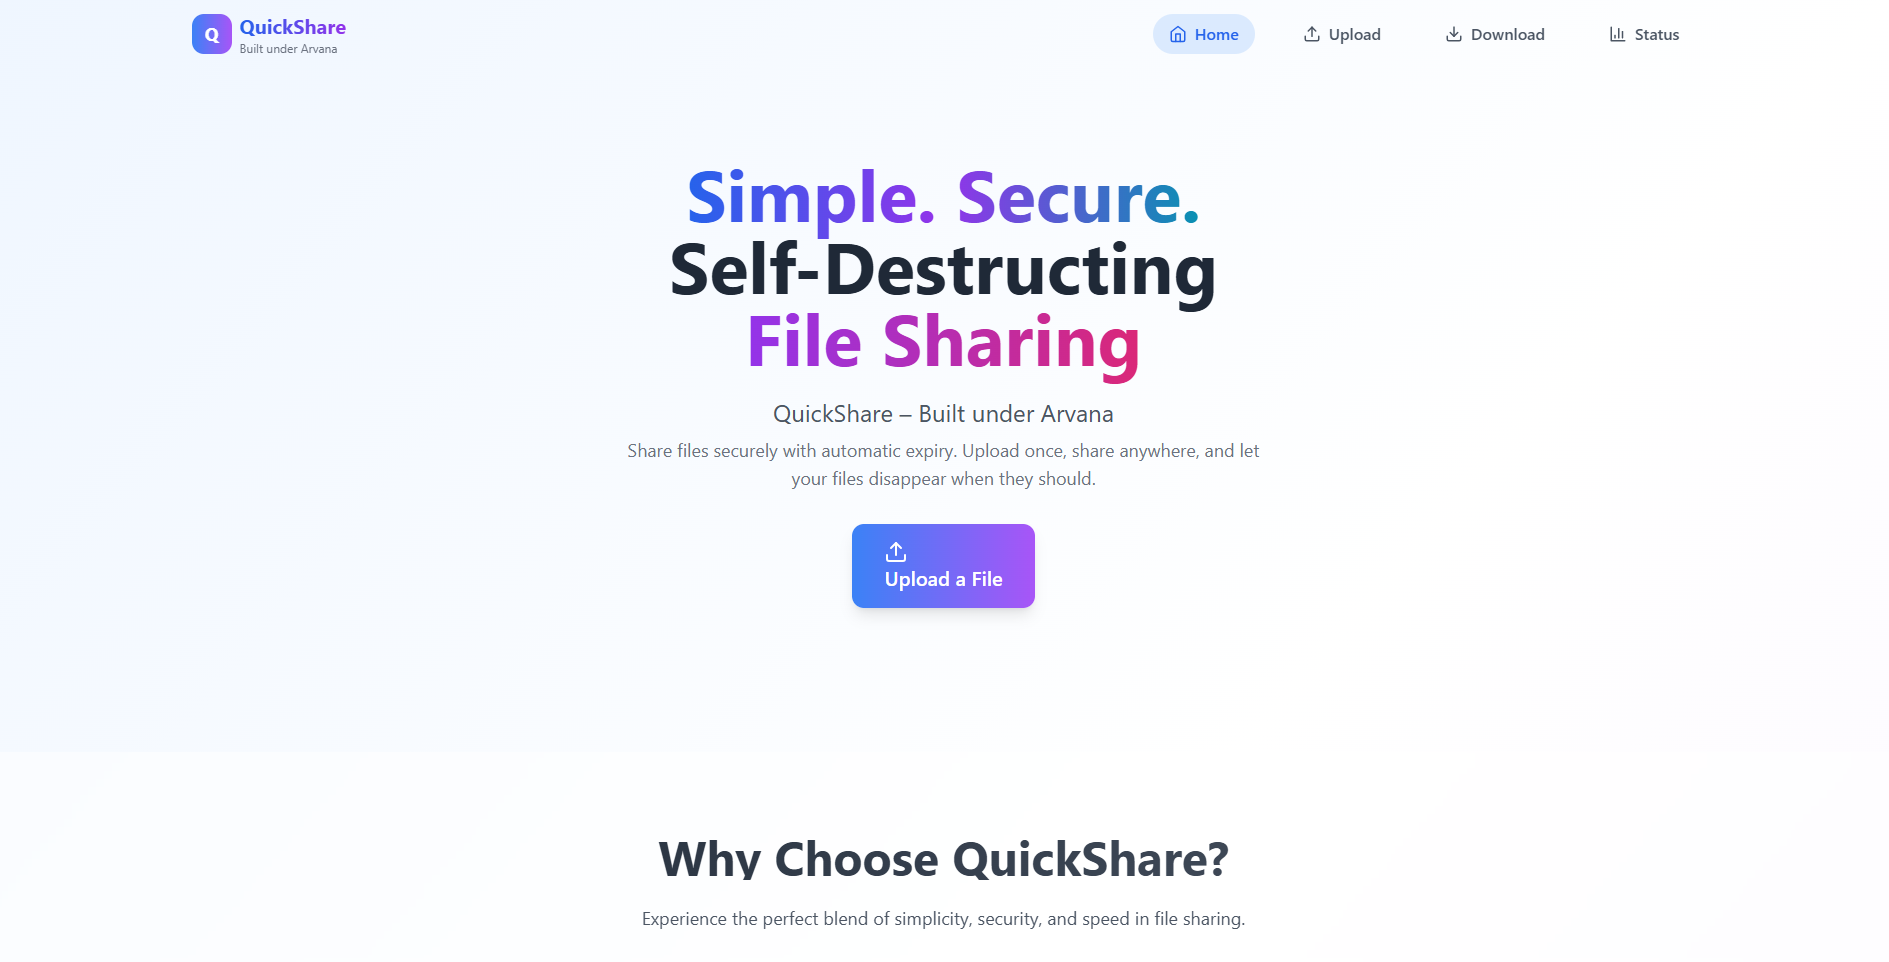 Q
QuickShare
Built under Arvana
Home
Upload
Download
Status
Simple. Secure.
Self-Destructing
File Sharing
QuickShare – Built under Arvana
Share files securely with automatic expiry. Upload once, share anywhere, and let
your files disappear when they should.
Upload a File
Why Choose QuickShare?
Experience the perfect blend of simplicity, security, and speed in file sharing.